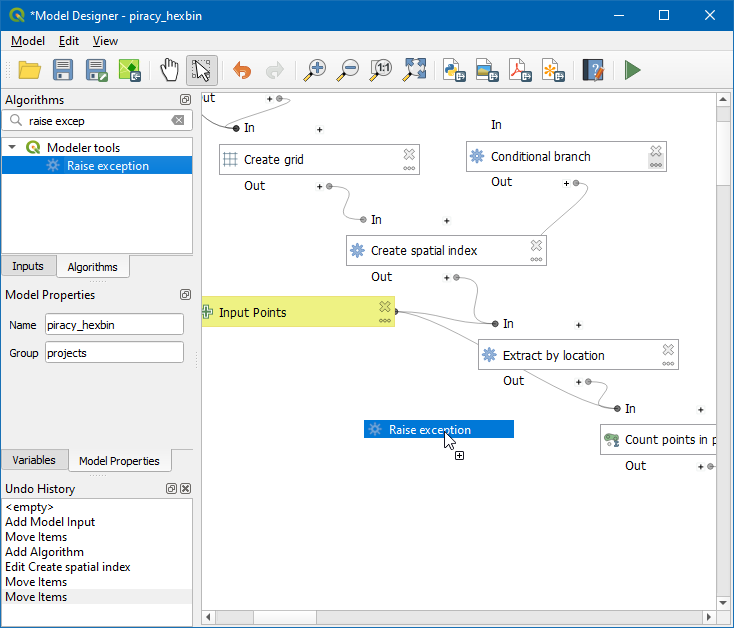 *Model Designer - piracy_hexbin
Model Edit View
1:1
Algorithms
raise excep
Modeler tools
Raise exception
Inputs Algorithms
Model Properties
Name piracy_hexbin
Group projects
Variables Model Properties
Undo History
<empty>
Add Model Input
Move Items
Add Algorithm
Edit Create spatial index
Move Items
Move Items
Out
In
In
Create grid
Conditional branch
Out
Out
In
Create spatial index
Out
Input Points
In
Extract by location
Out
In
Raise exception
Count points in p
Out